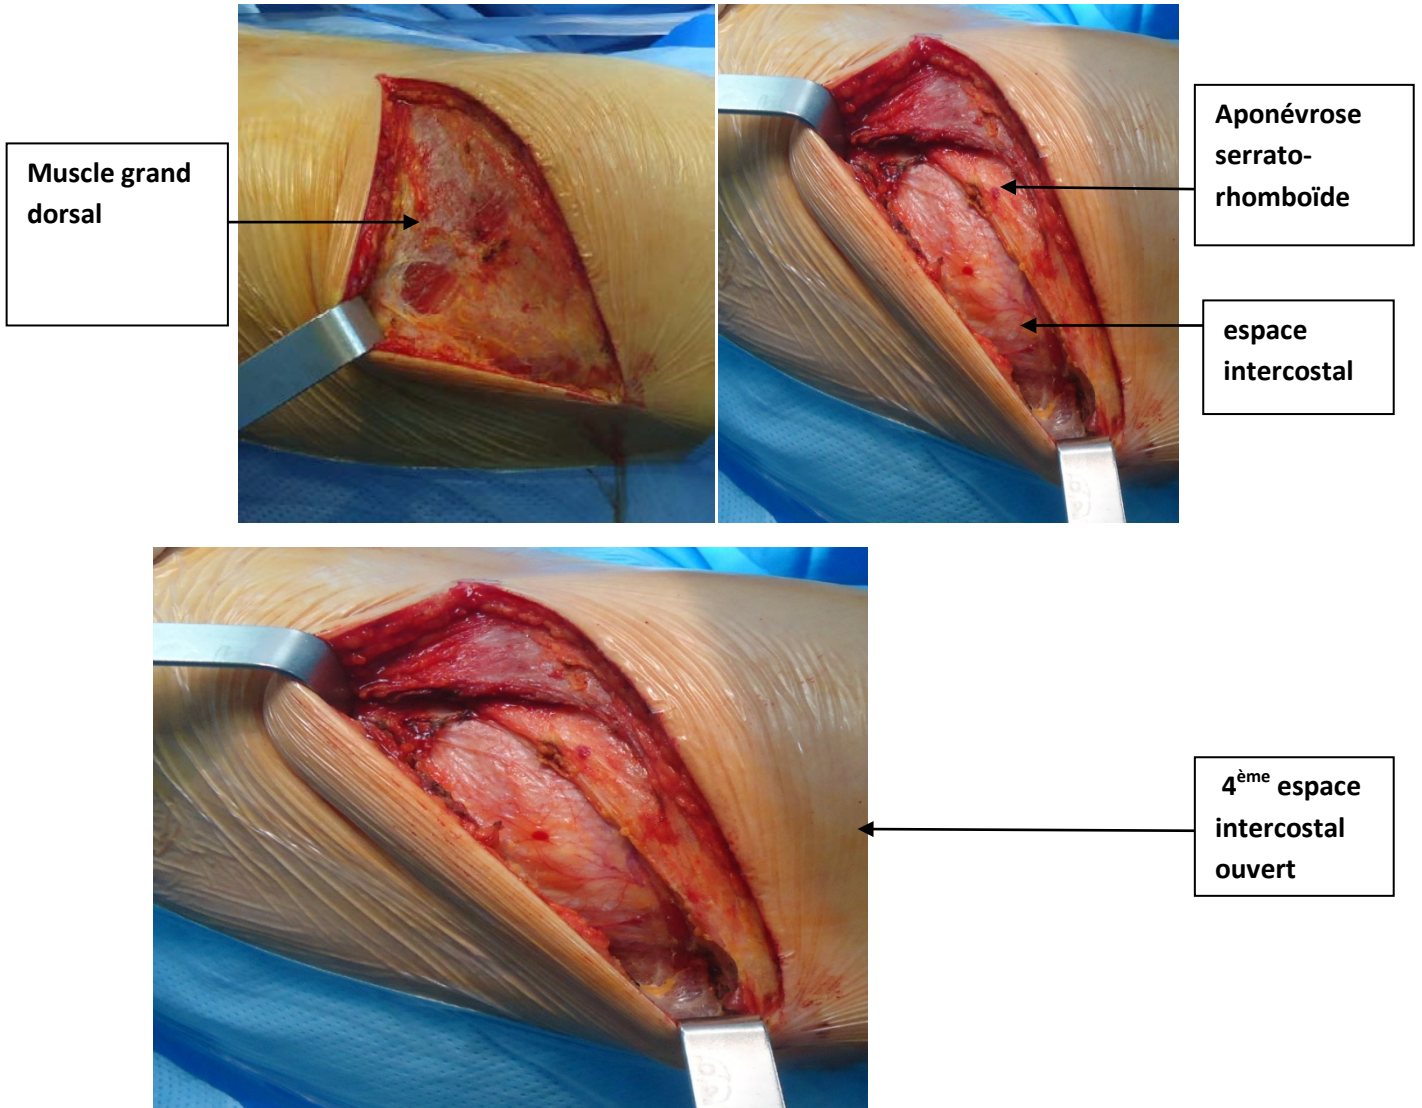 Muscle grand
dorsal
Aponévrose
serrato-
rhomboïde
espace
intercostal
4ème espace
intercostal
ouvert